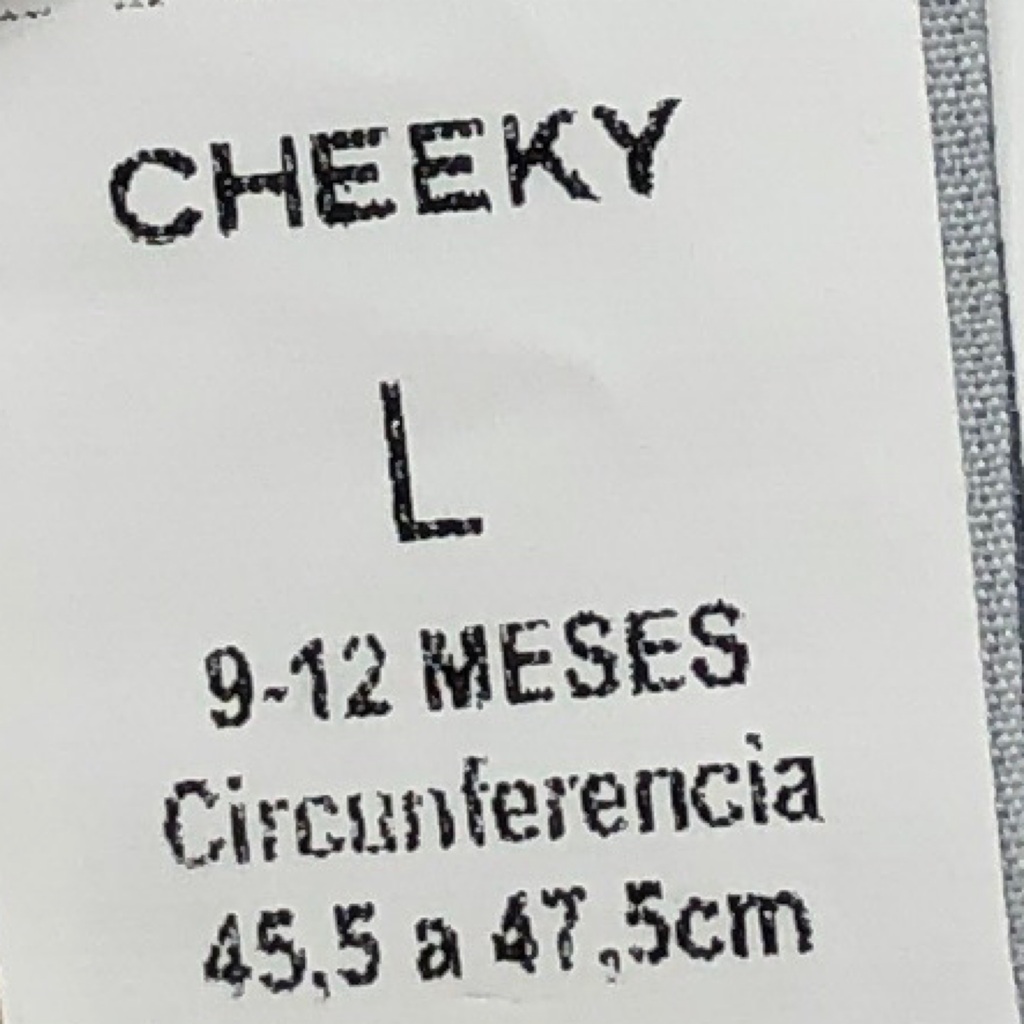 CHEEKY
L
9-12 MESES
Circunferencia
45,5 a 47,5cm